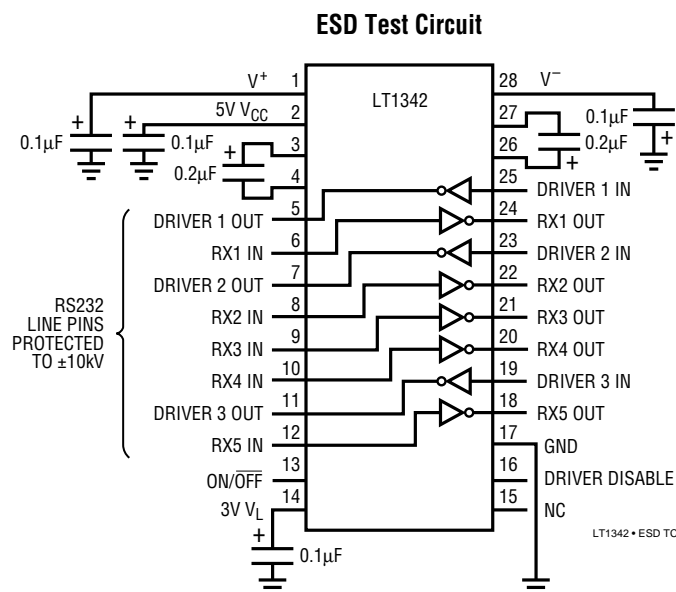 ESD Test Circuit
LT1342
V+ 1
28 V–
5V VCC 2
27
0.1µF
+
0.1µF
+
0.1µF
+
3
26
0.2µF
+
0.2µF
+
4
25 DRIVER 1 IN
DRIVER 1 OUT 5
24 RX1 OUT
RX1 IN 6
23 DRIVER 2 IN
DRIVER 2 OUT 7
22 RX2 OUT
RX2 IN 8
21 RX3 OUT
RX3 IN 9
20 RX4 OUT
RX4 IN 10
19 DRIVER 3 IN
DRIVER 3 OUT 11
18 RX5 OUT
RX5 IN 12
17 GND
RS232
LINE PINS
PROTECTED
TO ±10kV
ON/OFF 13
16 DRIVER DISABLE
3V VL 14
15 NC
+
0.1µF
LT1342 • ESD TC